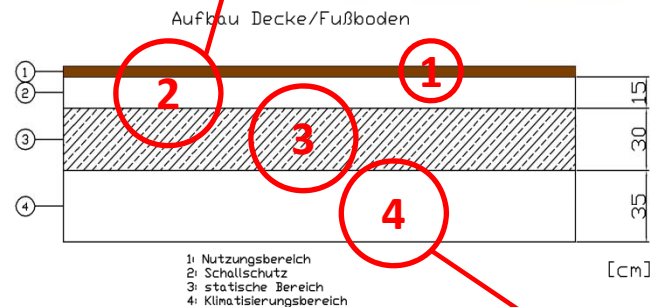 Aufbau Decke/Fußboden
1
1
2
2
15
3
3
30
4
4
35
[cm]
1: Nutzungsbereich
2: Schallschutz
3: statische Bereich
4: Klimatisierungsbereich